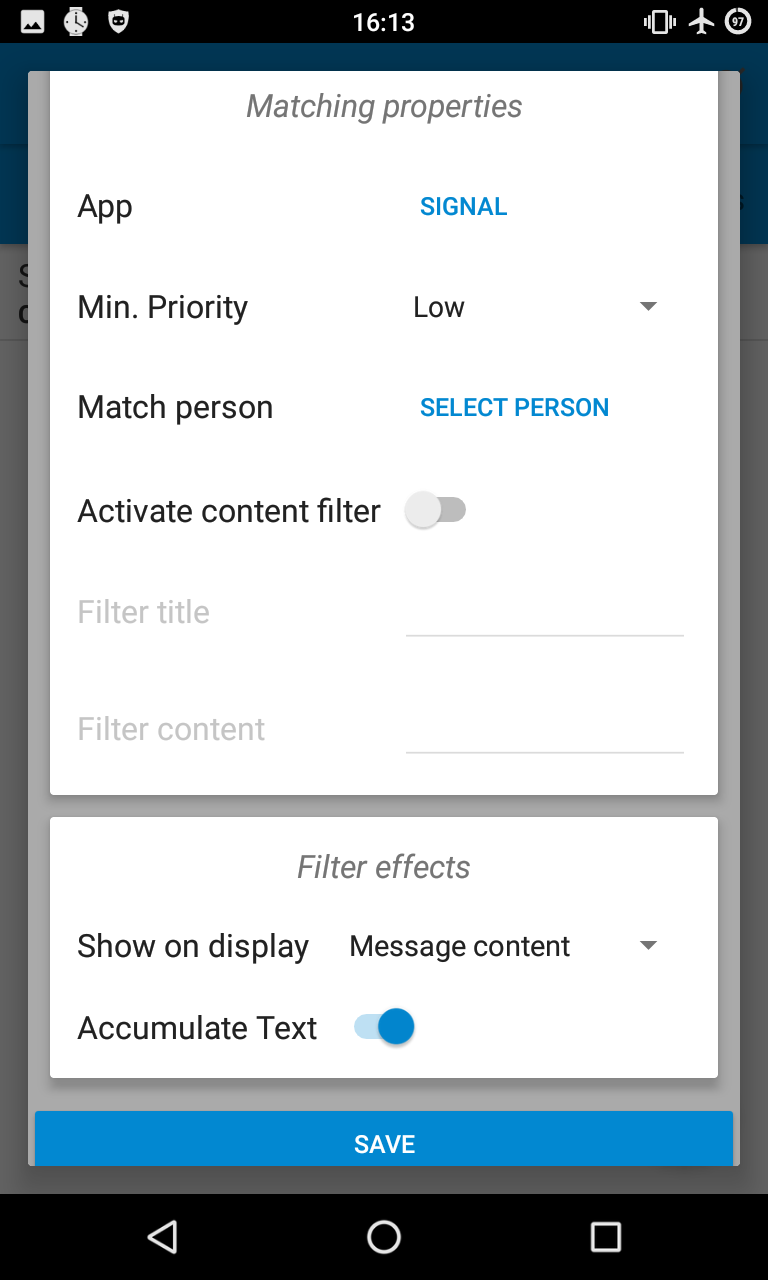 16:13
97
Matching properties
App SIGNAL
Min. Priority Low
Match person SELECT PERSON
Activate content filter
Filter title
Filter content
Filter effects
Show on display Message content
Accumulate Text
SAVE